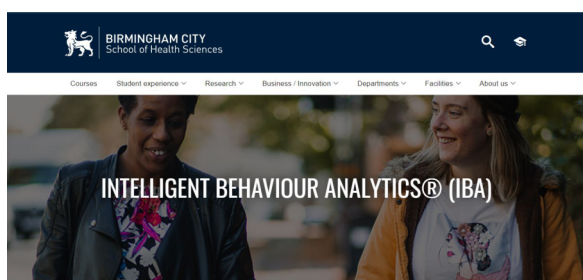 BIRMINGHAM CITY
School of Health Sciences
Courses Student experience Research Business / Innovation Departments Facilities About us
INTELLIGENT BEHAVIOUR ANALYTICS® (IBA)